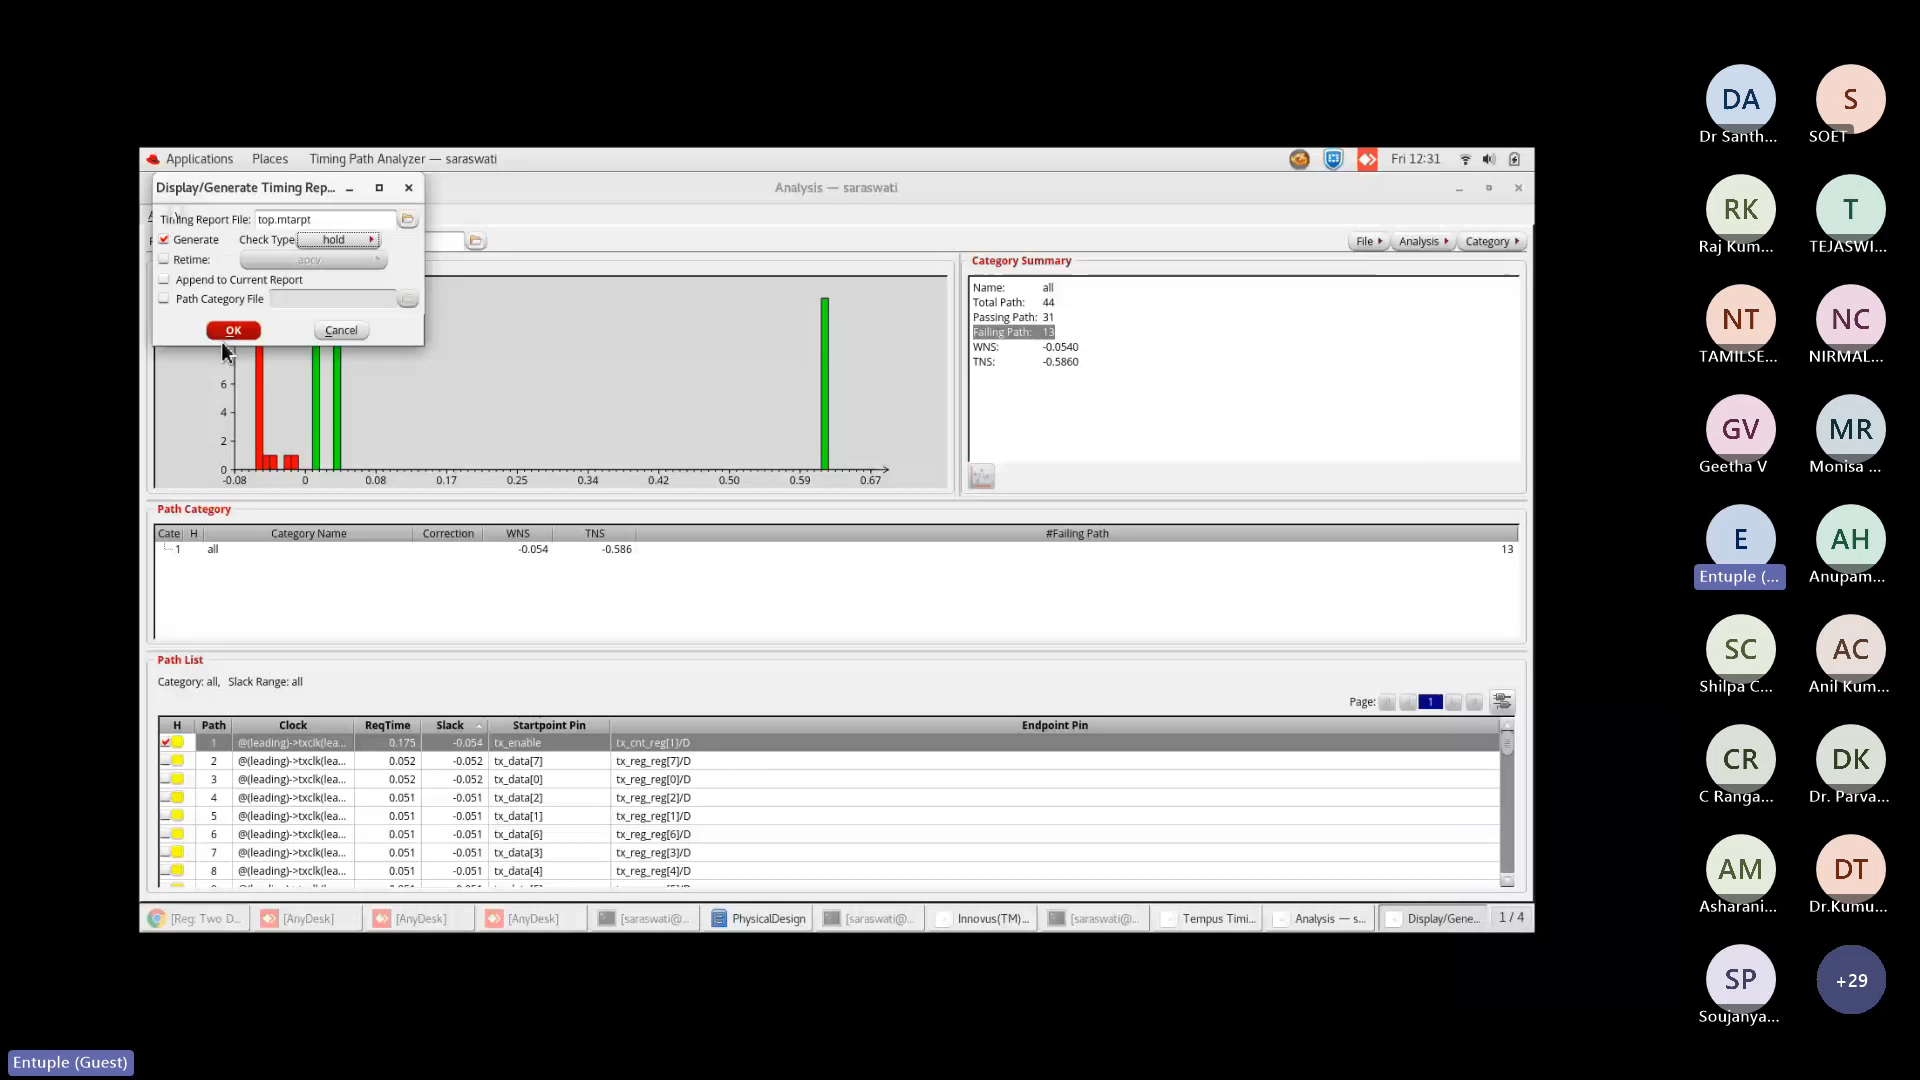 Applications Places Timing Path Analyzer — saraswati Fri 12:31
Display/Generate Timing Rep...
Analysis — saraswati
Timing Report File: top.mtarpt
Generate Check Type hold
Retime:
Append to Current Report
Path Category File
OK Cancel
File Analysis Category
6
4
2
0
-0.08 0 0.08 0.17 0.25 0.34 0.42 0.50 0.59 0.67
Category Summary
Name: all
Total Path: 44
Passing Path: 31
Failing Path: 13
WNS: -0.0540
TNS: -0.5860
Path Category
Cate H Category Name Correction WNS TNS #Failing Path
1 all -0.054 -0.586 13
Path List
Category: all, Slack Range: all
Page: 1
H Path Clock ReqTime Slack Startpoint Pin Endpoint Pin
1 @(leading)->txclk(lea... 0.175 -0.054 tx_enable tx_cnt_reg[1]/D
2 @(leading)->txclk(lea... 0.052 -0.052 tx_data[7] tx_reg_reg[7]/D
3 @(leading)->txclk(lea... 0.052 -0.052 tx_data[0] tx_reg_reg[0]/D
4 @(leading)->txclk(lea... 0.051 -0.051 tx_data[2] tx_reg_reg[2]/D
5 @(leading)->txclk(lea... 0.051 -0.051 tx_data[1] tx_reg_reg[1]/D
6 @(leading)->txclk(lea... 0.051 -0.051 tx_data[6] tx_reg_reg[6]/D
7 @(leading)->txclk(lea... 0.051 -0.051 tx_data[3] tx_reg_reg[3]/D
8 @(leading)->txclk(lea... 0.051 -0.051 tx_data[4] tx_reg_reg[4]/D
[Reg: Two D... [AnyDesk] [AnyDesk] [AnyDesk] [saraswati@... PhysicalDesign [saraswati@... Innovus(TM)... [saraswati@... Tempus Timi... Analysis — s... Display/Gene... 1 / 4
DA S
Dr Santh... SOET
RK T
Raj Kum... TEJASWI...
NT NC
TAMILSE... NIRMAL...
GV MR
Geetha V Monisa ...
E AH
Entuple (... Anupam...
SC AC
Shilpa C... Anil Kum...
CR DK
C Ranga... Dr. Parva...
AM DT
Asharani... Dr.Kumu...
SP +29
Soujanya...
Entuple (Guest)